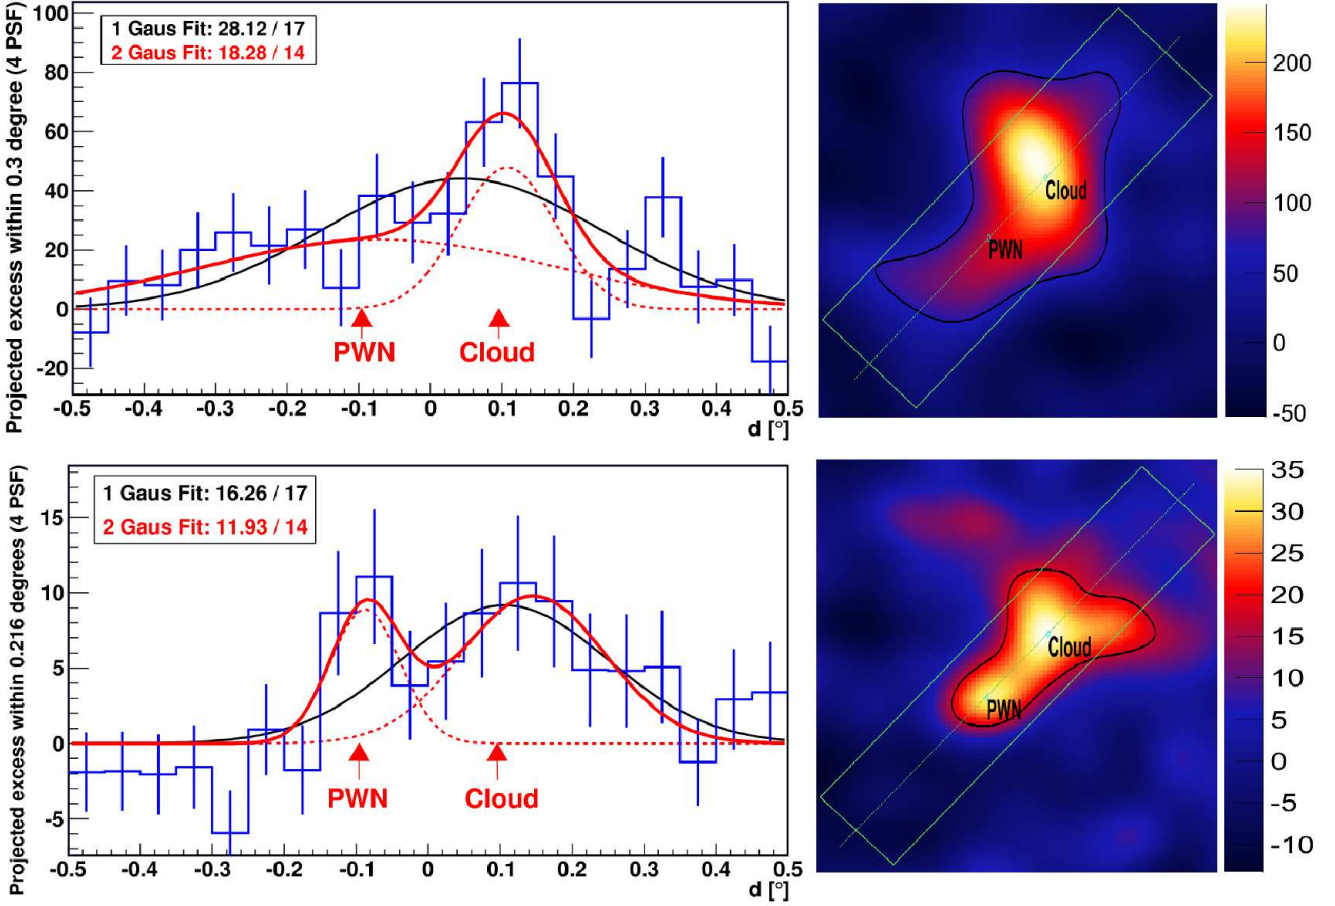 Projected excess within 0.3 degree (4 PSF)
1 Gaus Fit: 28.12 / 17
2 Gaus Fit: 18.28 / 14
100
80
60
40
20
0
-20
PWN
Cloud
-0.5 -0.4 -0.3 -0.2 -0.1 0 0.1 0.2 0.3 0.4 0.5
d [°]
Cloud
PWN
200
150
100
50
0
-50
Projected excess within 0.216 degrees (4 PSF)
1 Gaus Fit: 16.26 / 17
2 Gaus Fit: 11.93 / 14
15
10
5
0
-5
PWN
Cloud
-0.5 -0.4 -0.3 -0.2 -0.1 0 0.1 0.2 0.3 0.4 0.5
d [°]
Cloud
PWN
35
30
25
20
15
10
5
0
-5
-10